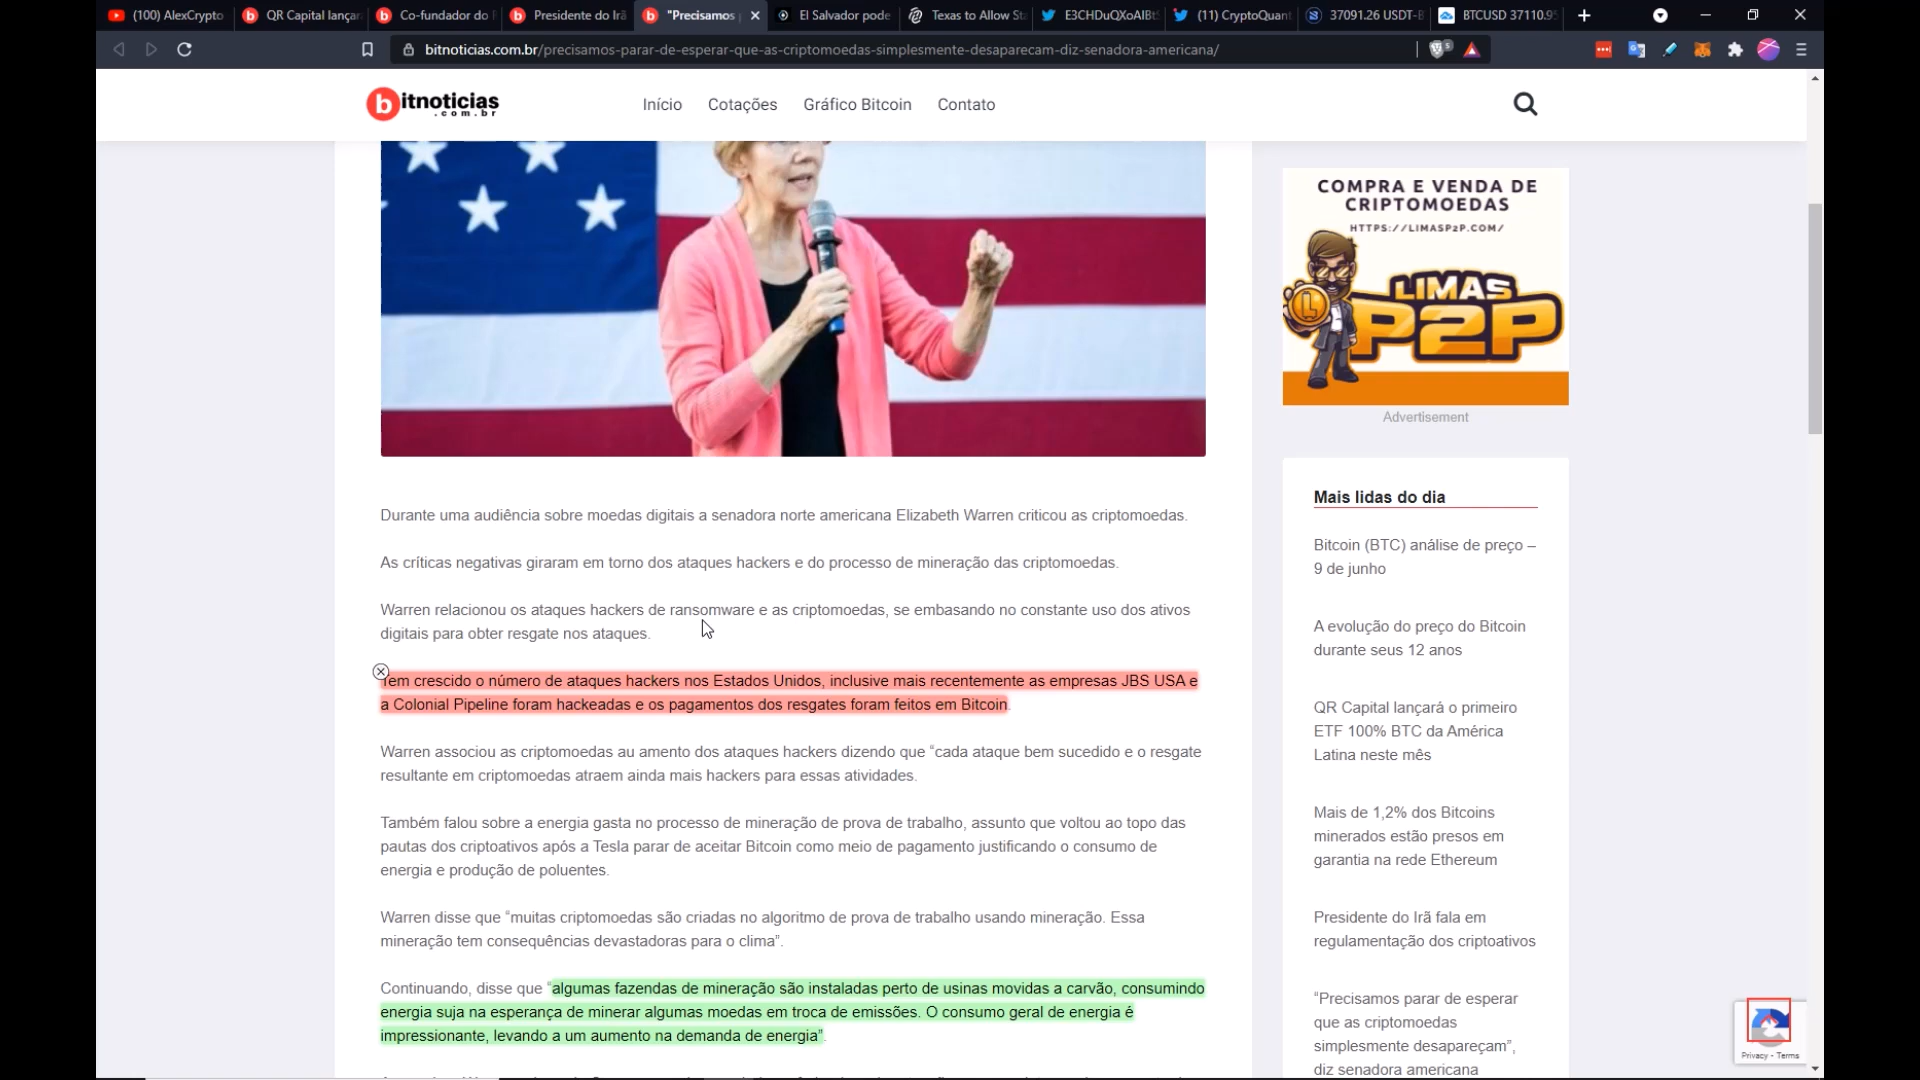 (100) AlexCrypto
QR Capital lançar
Co-fundador do
Presidente do Irã
"Precisamos
El Salvador pode
Texas to Allow Sta
E3CHDuQXoAIBt
(11) CryptoQuant
37091.26 USDT-B
BTCUSD 37110.9
bitnoticias.com.br/precisamos-parar-de-esperar-que-as-criptomoedas-simplesmente-desaparecam-diz-senadora-americana/
bitnoticias
.com.br
Início
Cotações
Gráfico Bitcoin
Contato
Durante uma audiência sobre moedas digitais a senadora norte americana Elizabeth Warren criticou as criptomoedas.
As críticas negativas giraram em torno dos ataques hackers e do processo de mineração das criptomoedas.
Warren relacionou os ataques hackers de ransomware e as criptomoedas, se embasando no constante uso dos ativos
digitais para obter resgate nos ataques.
Tem crescido o número de ataques hackers nos Estados Unidos, inclusive mais recentemente as empresas JBS USA e
a Colonial Pipeline foram hackeadas e os pagamentos dos resgates foram feitos em Bitcoin.
Warren associou as criptomoedas au amento dos ataques hackers dizendo que “cada ataque bem sucedido e o resgate
resultante em criptomoedas atraem ainda mais hackers para essas atividades.
Também falou sobre a energia gasta no processo de mineração de prova de trabalho, assunto que voltou ao topo das
pautas dos criptoativos após a Tesla parar de aceitar Bitcoin como meio de pagamento justificando o consumo de
energia e produção de poluentes.
Warren disse que “muitas criptomoedas são criadas no algoritmo de prova de trabalho usando mineração. Essa
mineração tem consequências devastadoras para o clima”.
Continuando, disse que “algumas fazendas de mineração são instaladas perto de usinas movidas a carvão, consumindo
energia suja na esperança de minerar algumas moedas em troca de emissões. O consumo geral de energia é
impressionante, levando a um aumento na demanda de energia”.
COMPRA E VENDA DE
CRIPTOMOEDAS
HTTPS://LIMASP2P.COM/
LIMAS
P2P
Advertisement
Mais lidas do dia
Bitcoin (BTC) análise de preço –
9 de junho
A evolução do preço do Bitcoin
durante seus 12 anos
QR Capital lançará o primeiro
ETF 100% BTC da América
Latina neste mês
Mais de 1,2% dos Bitcoins
minerados estão presos em
garantia na rede Ethereum
Presidente do Irã fala em
regulamentação dos criptoativos
“Precisamos parar de esperar
que as criptomoedas
simplesmente desapareçam”,
diz senadora americana
Privacy - Terms